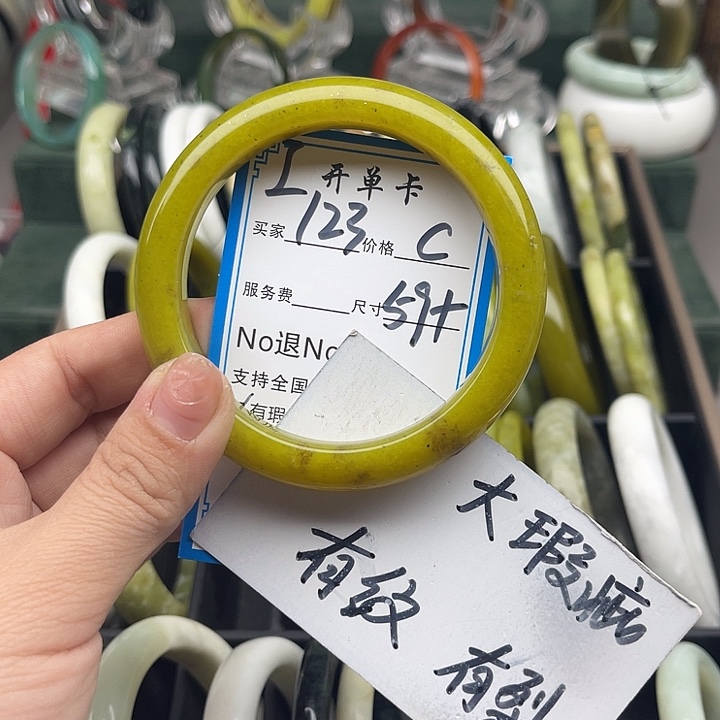 I 开单卡
买家 123 价格 C
服务费 尺寸 59+
No退No
支持全国
有瑕
大瑕疵
有纹
有裂